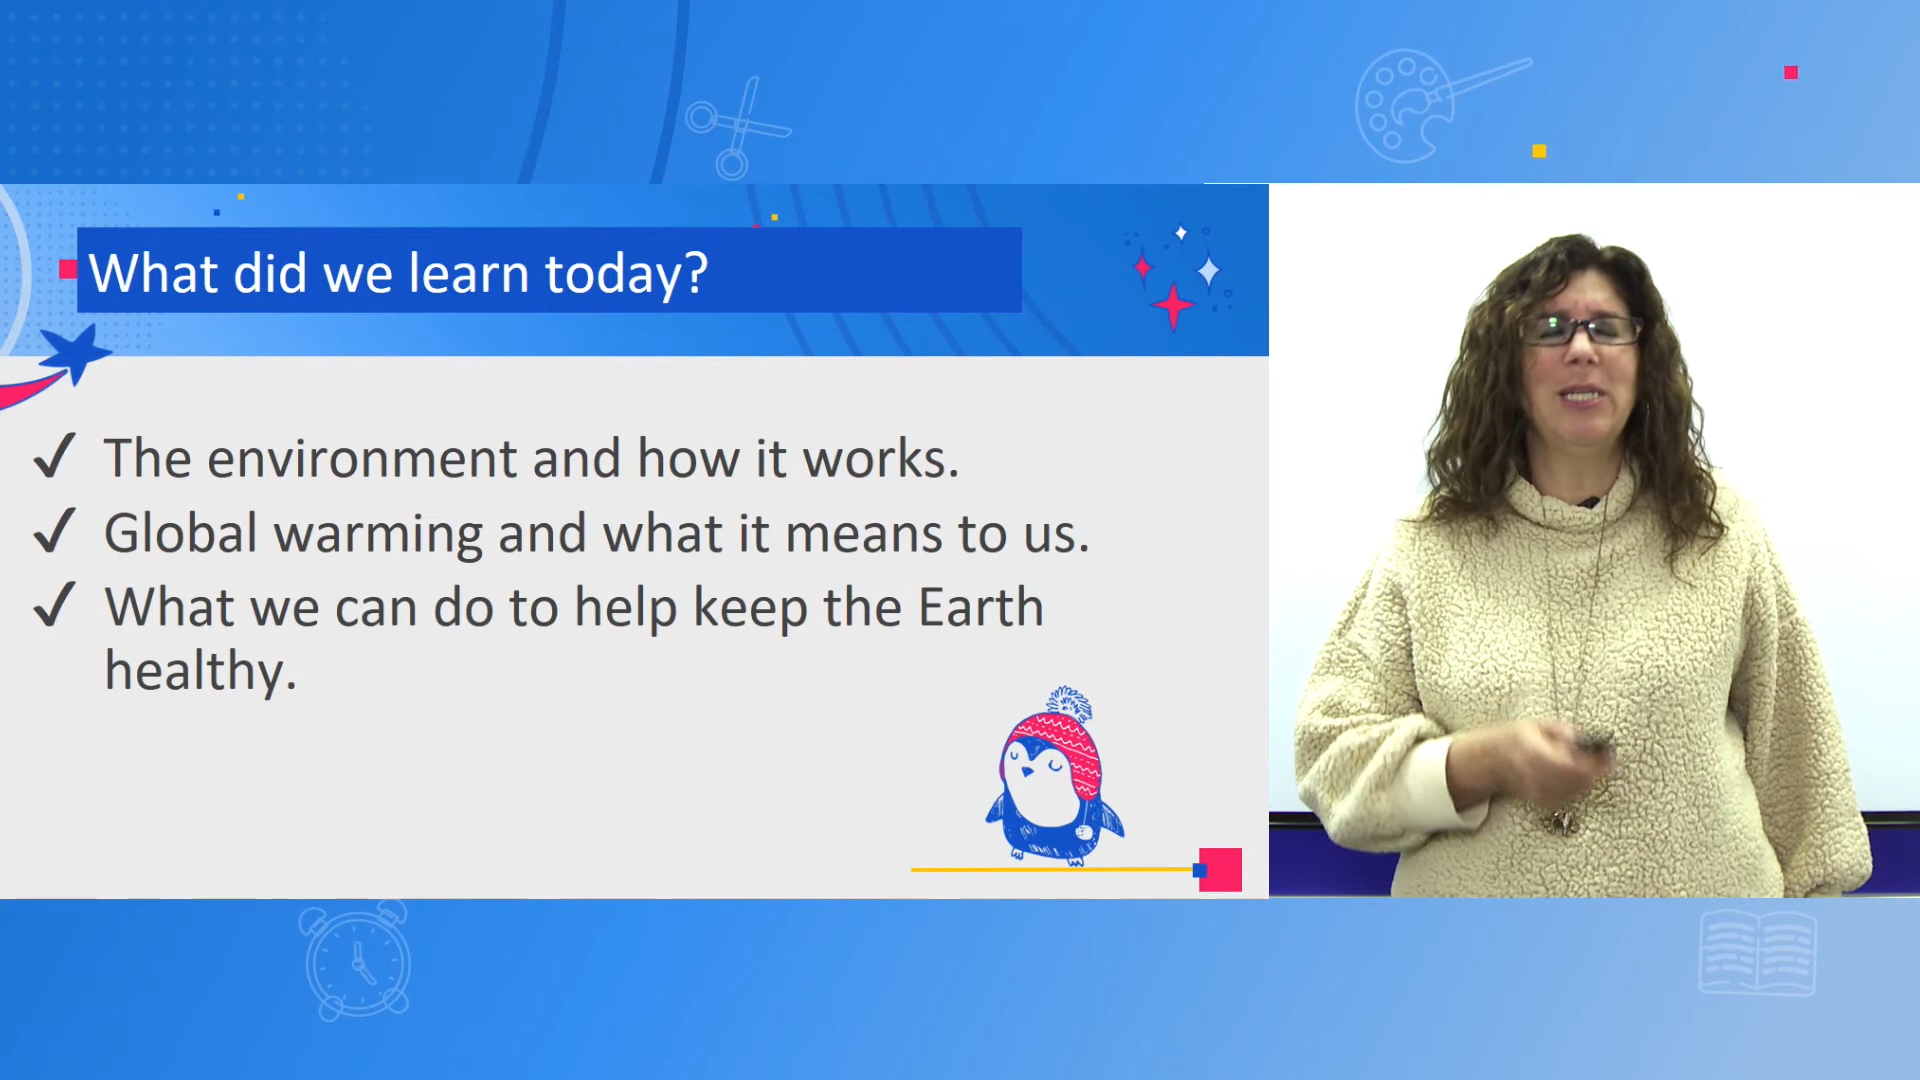 What did we learn today?
✓ The environment and how it works.
✓ Global warming and what it means to us.
✓ What we can do to help keep the Earth
healthy.